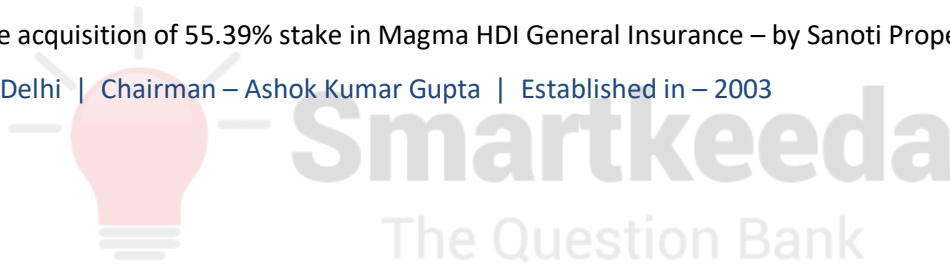 e acquisition of 55.39% stake in Magma HDI General Insurance – by Sanoti Prope
Delhi | Chairman – Ashok Kumar Gupta | Established in – 2003
Smartkeeda
The Question Bank